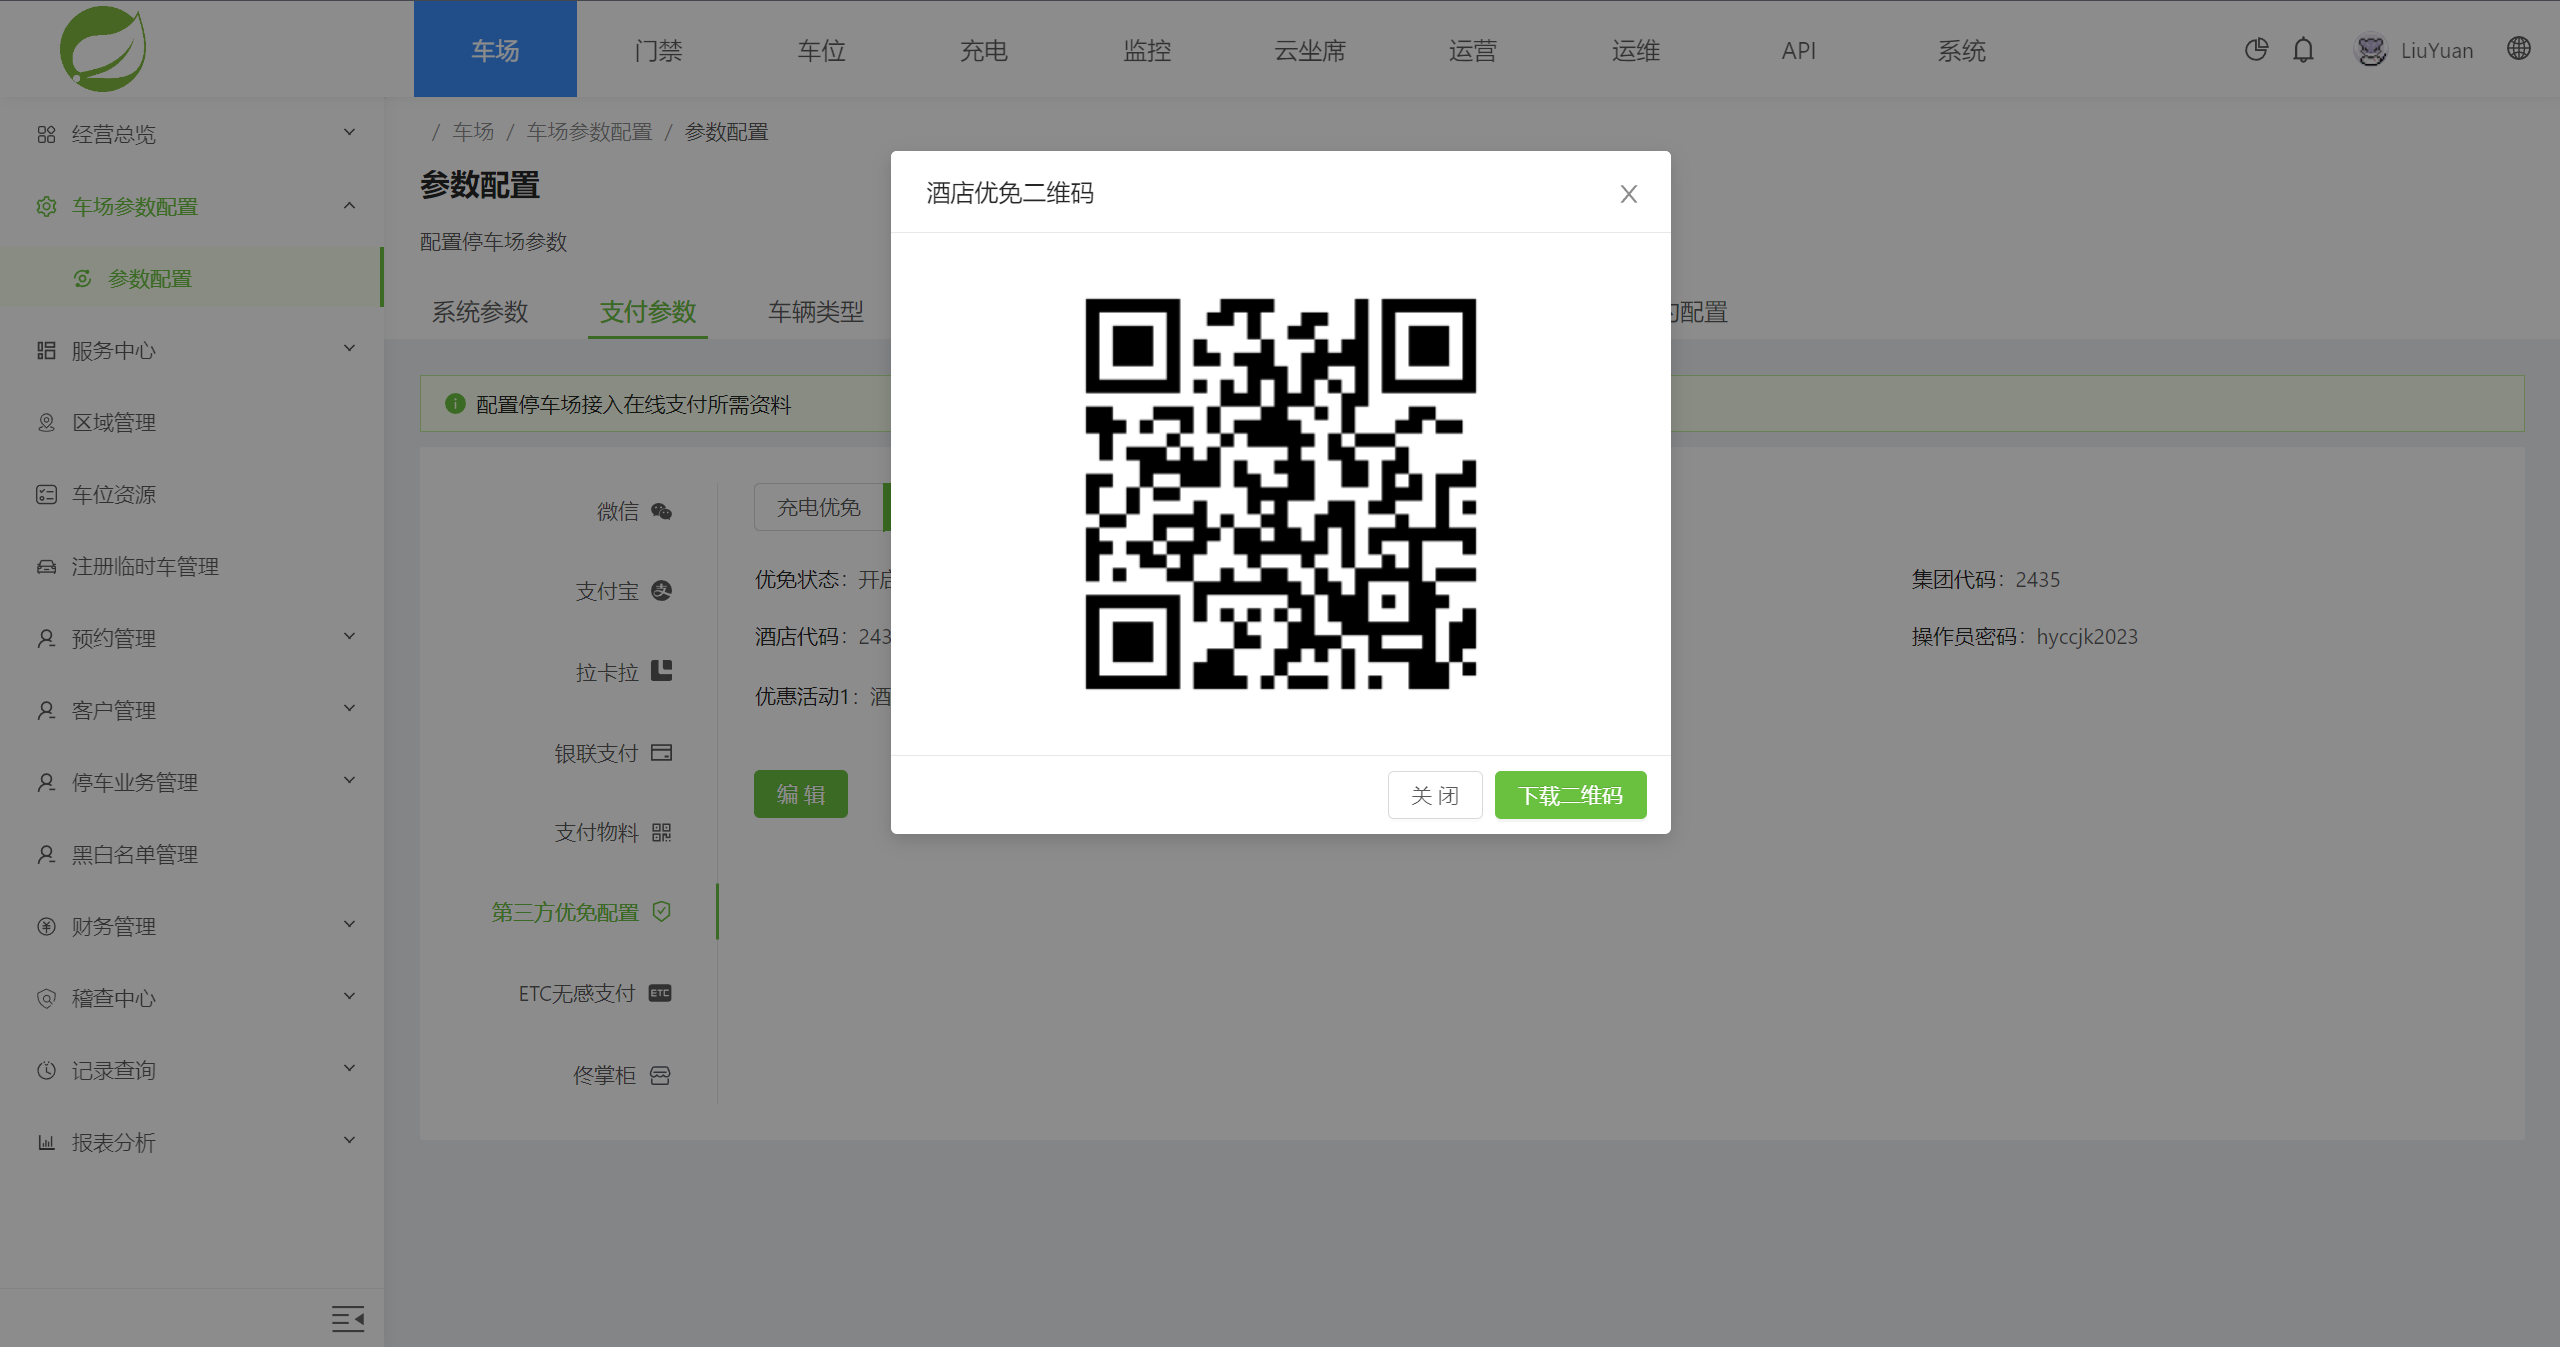 车场
门禁
车位
充电
监控
云坐席
运营
运维
API
系统
LiuYuan
经营总览
车场参数配置
参数配置
服务中心
区域管理
车位资源
注册临时车管理
预约管理
客户管理
停车业务管理
黑白名单管理
财务管理
稽查中心
记录查询
报表分析
/ 车场 / 车场参数配置 / 参数配置
参数配置
配置停车场参数
系统参数
支付参数
车辆类型
配置
配置停车场接入在线支付所需资料
微信
支付宝
拉卡拉
银联支付
支付物料
第三方优免配置
ETC无感支付
ETC
佟掌柜
充电优免
优免状态：开启
集团代码：2435
酒店代码：243
操作员密码：hyccjk2023
优惠活动1：酒
编 辑
酒店优免二维码
关 闭
下载二维码